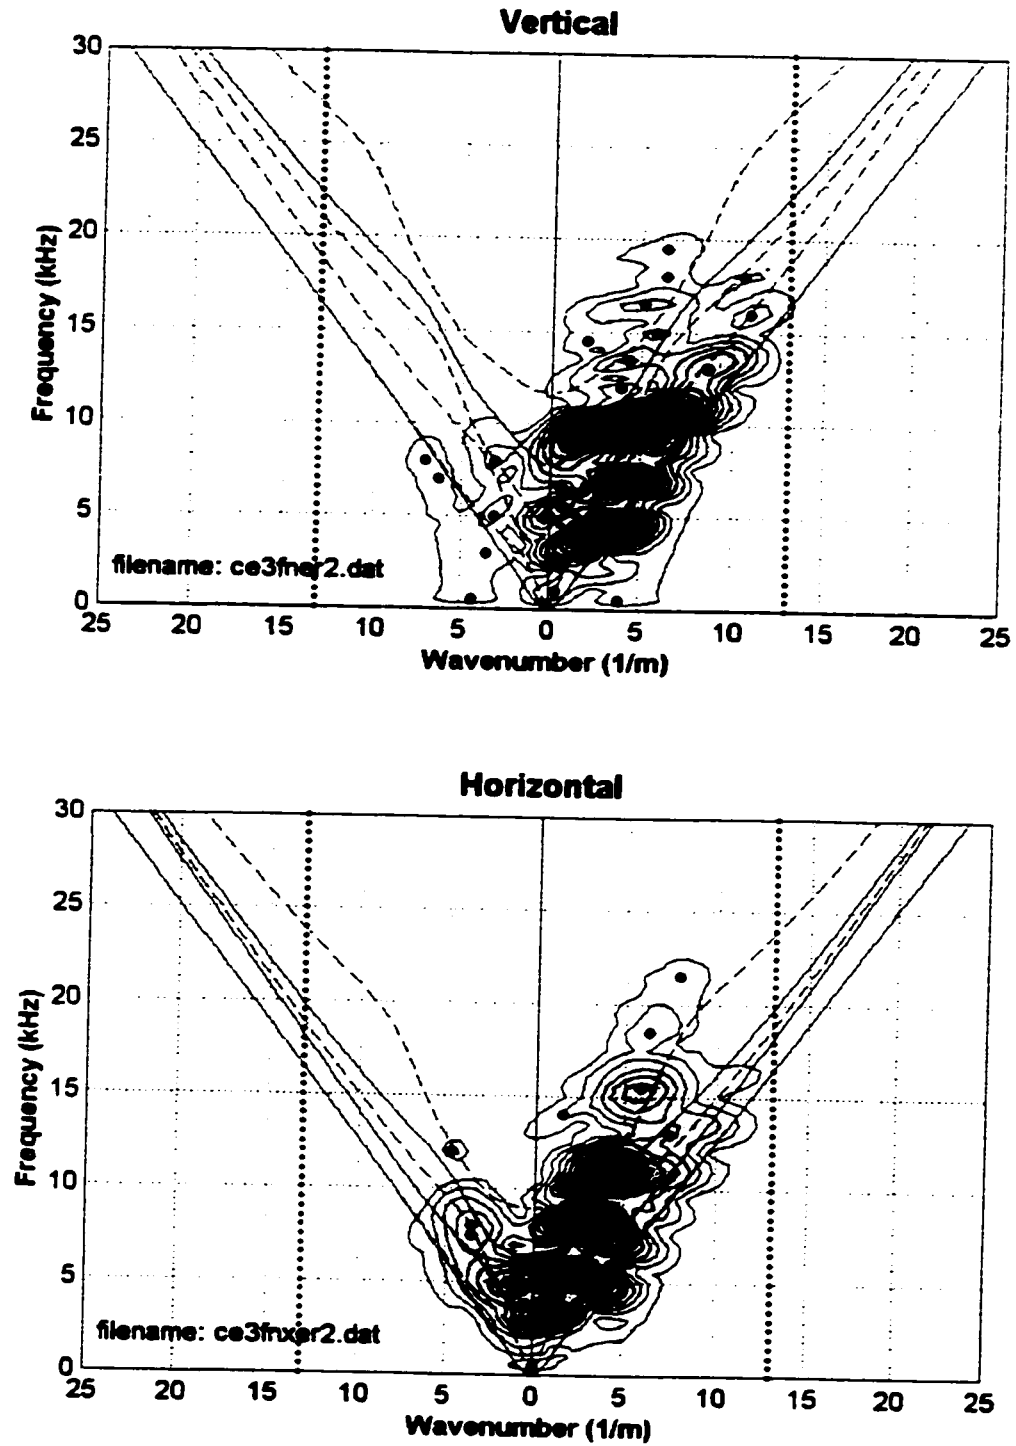 Vertical
30
25
20
15
10
5
0
Frequency (kHz)
filename: ce3fner2.dat
25 20 15 10 5 0 5 10 15 20 25
Wavenumber (1/m)
Horizontal
30
25
20
15
10
5
0
Frequency (kHz)
filename: ce3fnxer2.dat
25 20 15 10 5 0 5 10 15 20 25
Wavenumber (1/m)